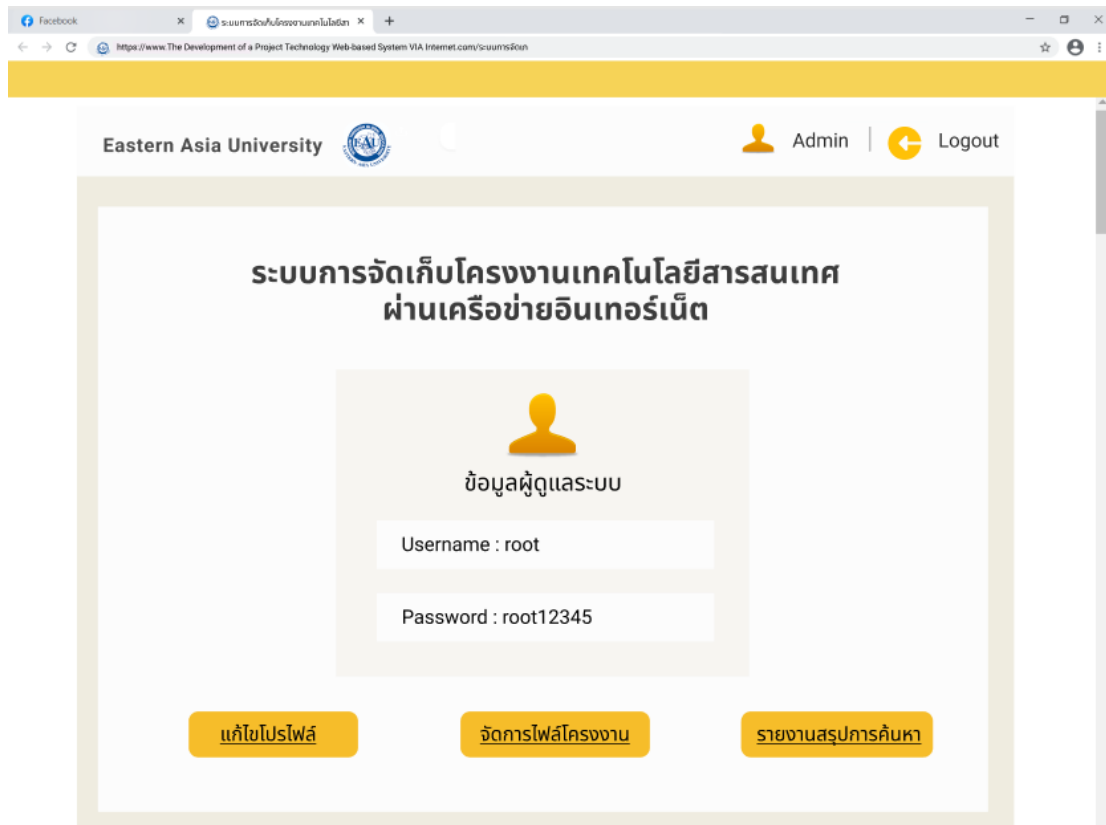 Facebook
ระบบการจัดเก็บโครงงานเทคโนโลยีสา
https://www.The Development of a Project Technology Web-based System VIA Internet.com/ระบบการจัดเก
Eastern Asia University
EAU
EASTERN ASIA UNIVERSITY
Admin
Logout
ระบบการจัดเก็บโครงงานเทคโนโลยีสารสนเทศ
ผ่านเครือข่ายอินเทอร์เน็ต
ข้อมูลผู้ดูแลระบบ
Username : root
Password : root12345
แก้ไขโปรไฟล์
จัดการไฟล์โครงงาน
รายงานสรุปการค้นหา